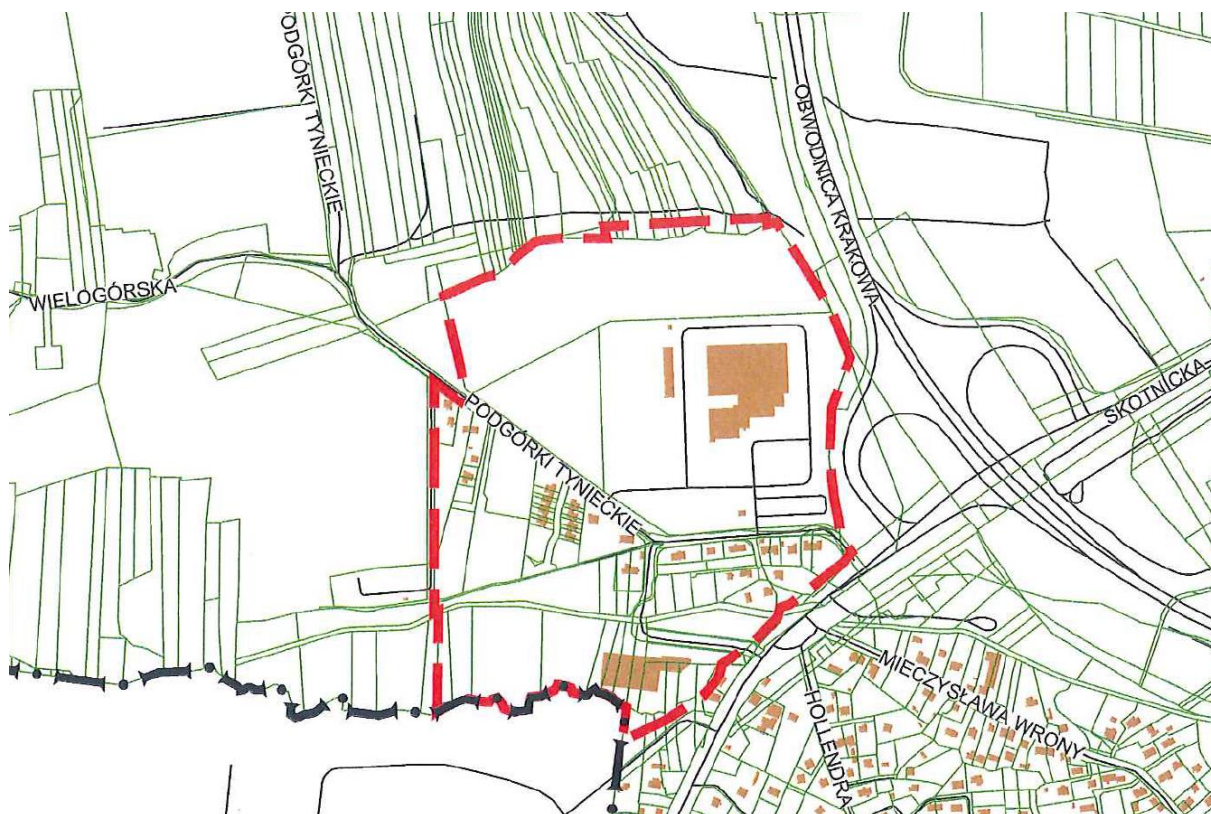 PODGÓRKI TYNIECKIE
OBWODNICA KRAKOWA
WIELOGÓRSKA
SKOTNICKA
PODGÓRKI TYNIECKIE
MIECZYSŁAWA WRONY
HOLLENDRA